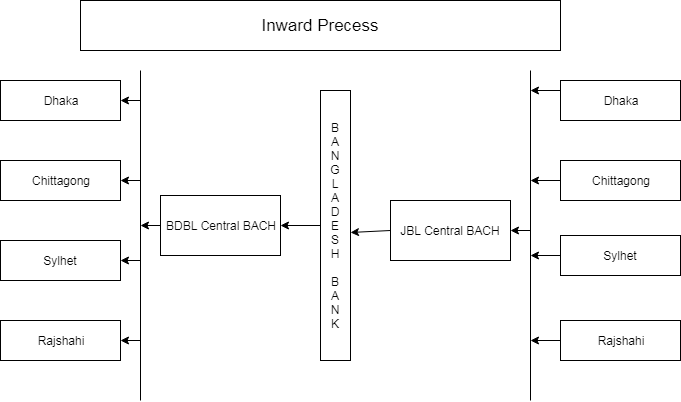 Inward Precess
Dhaka
Chittagong
Sylhet
Rajshahi
BDBL Central BACH
BANGLADESH BANK
JBL Central BACH
Dhaka
Chittagong
Sylhet
Rajshahi